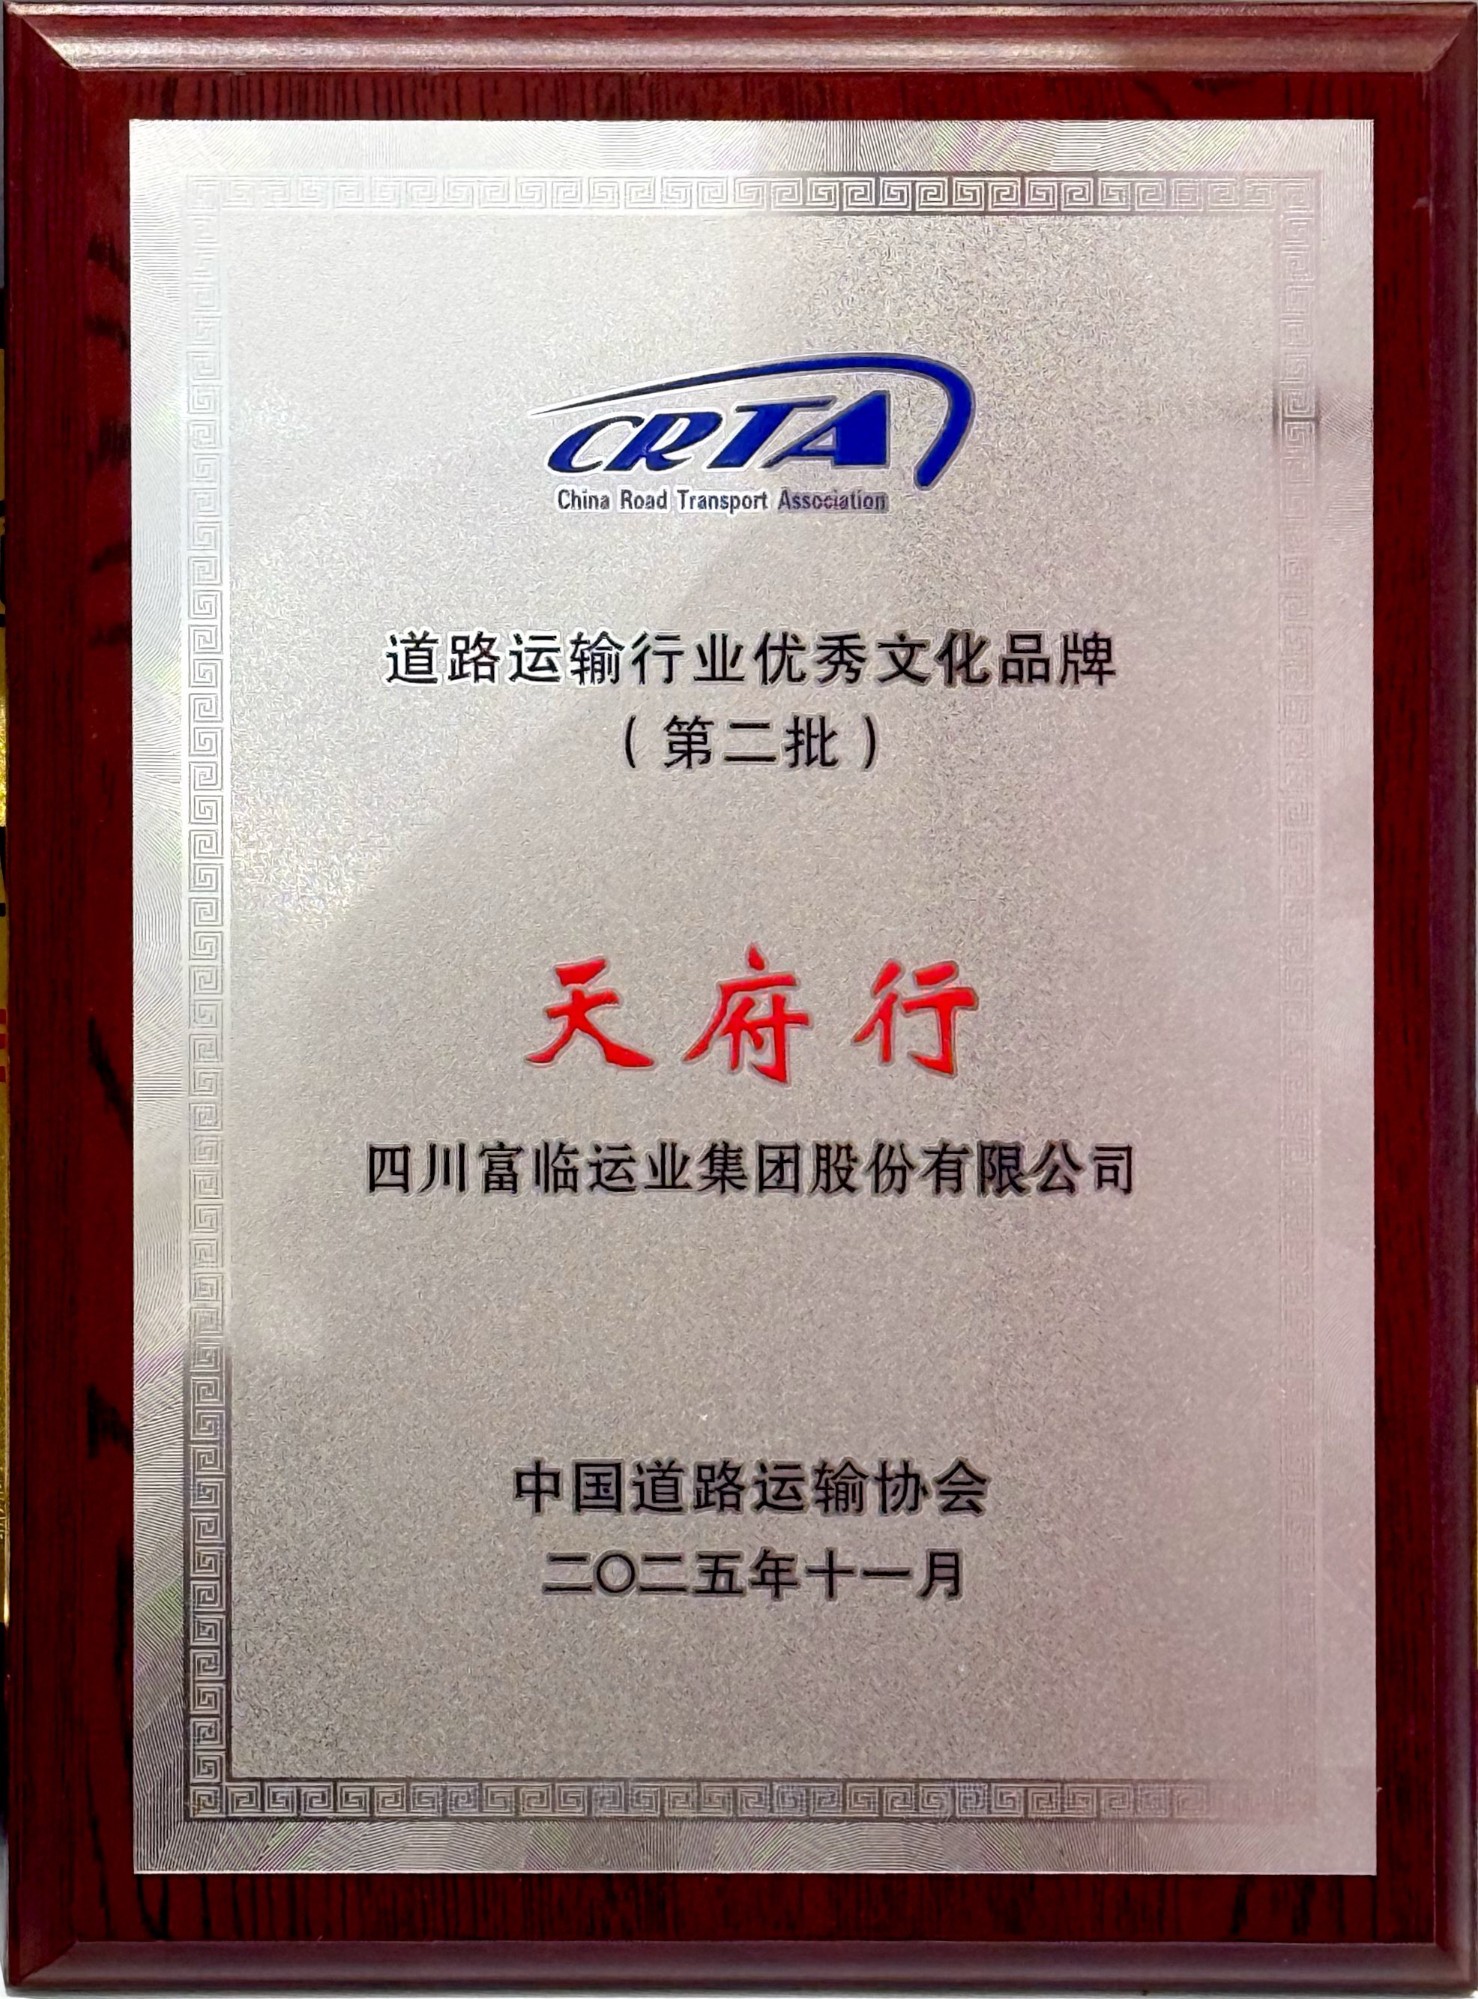 CRTA
China Road Transport Association
道路运输行业优秀文化品牌
（第二批）
天府行
四川富临运业集团股份有限公司
中国道路运输协会
二〇二五年十一月